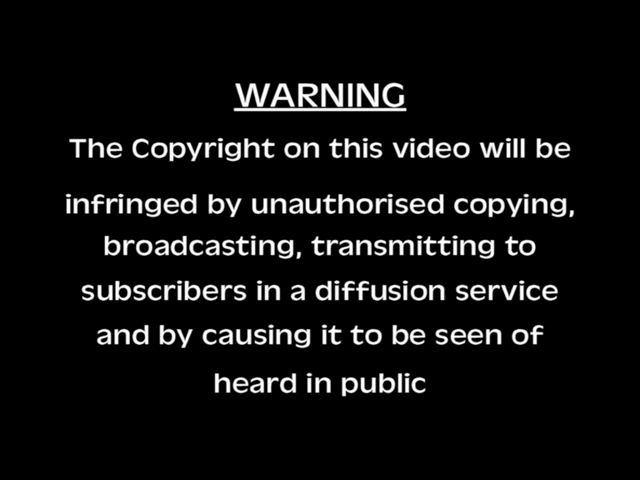 WARNING
The Copyright on this video will be
infringed by unauthorised copying,
broadcasting, transmitting to
subscribers in a diffusion service
and by causing it to be seen of
heard in public